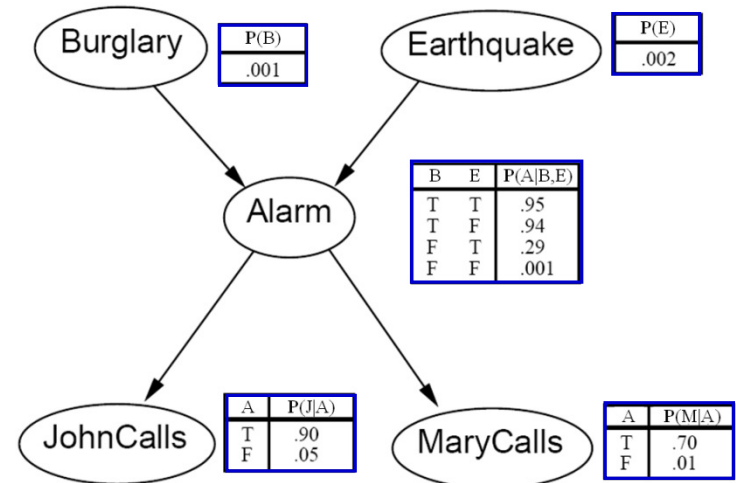 Burglary
P(B)
.001
Earthquake
P(E)
.002
Alarm
B E P(A|B,E)
T T .95
T F .94
F T .29
F F .001
JohnCalls
A P(J|A)
T .90
F .05
MaryCalls
A P(M|A)
T .70
F .01